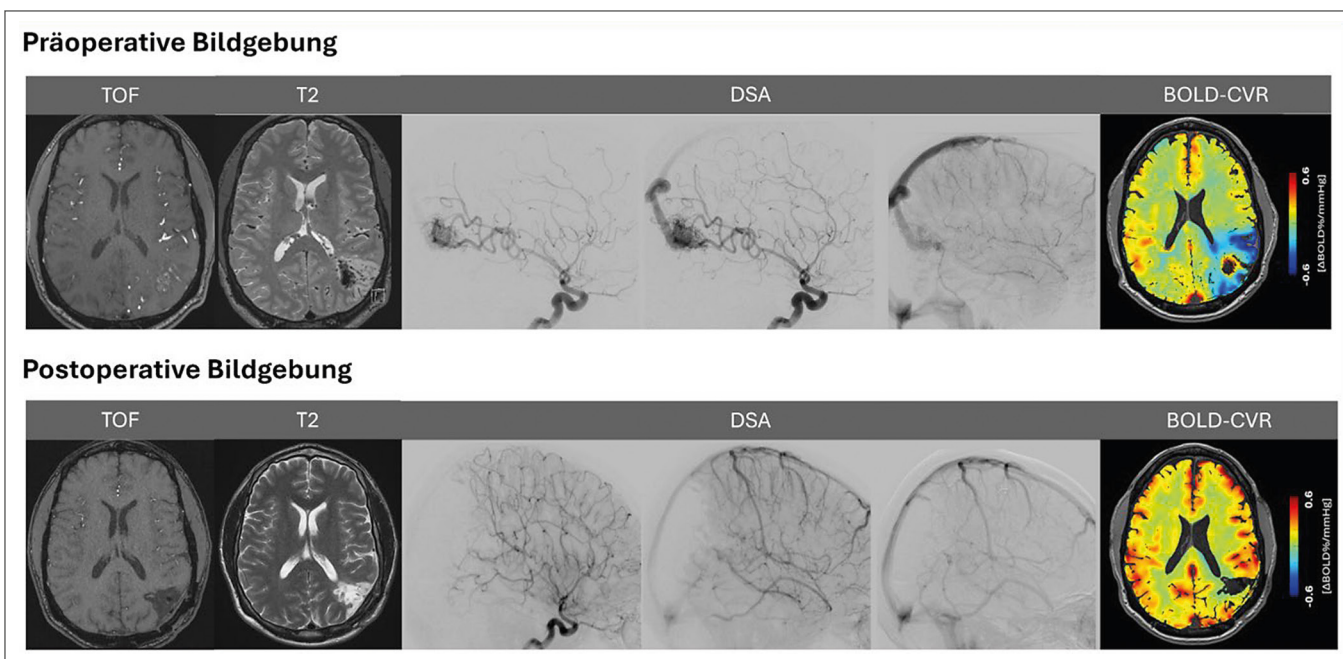 Präoperative Bildgebung
TOF T2 DSA BOLD-CVR
0.6
-0.6
[ΔBOLD%/mmHg]
Postoperative Bildgebung
TOF T2 DSA BOLD-CVR
0.6
-0.6
[ΔBOLD%/mmHg]